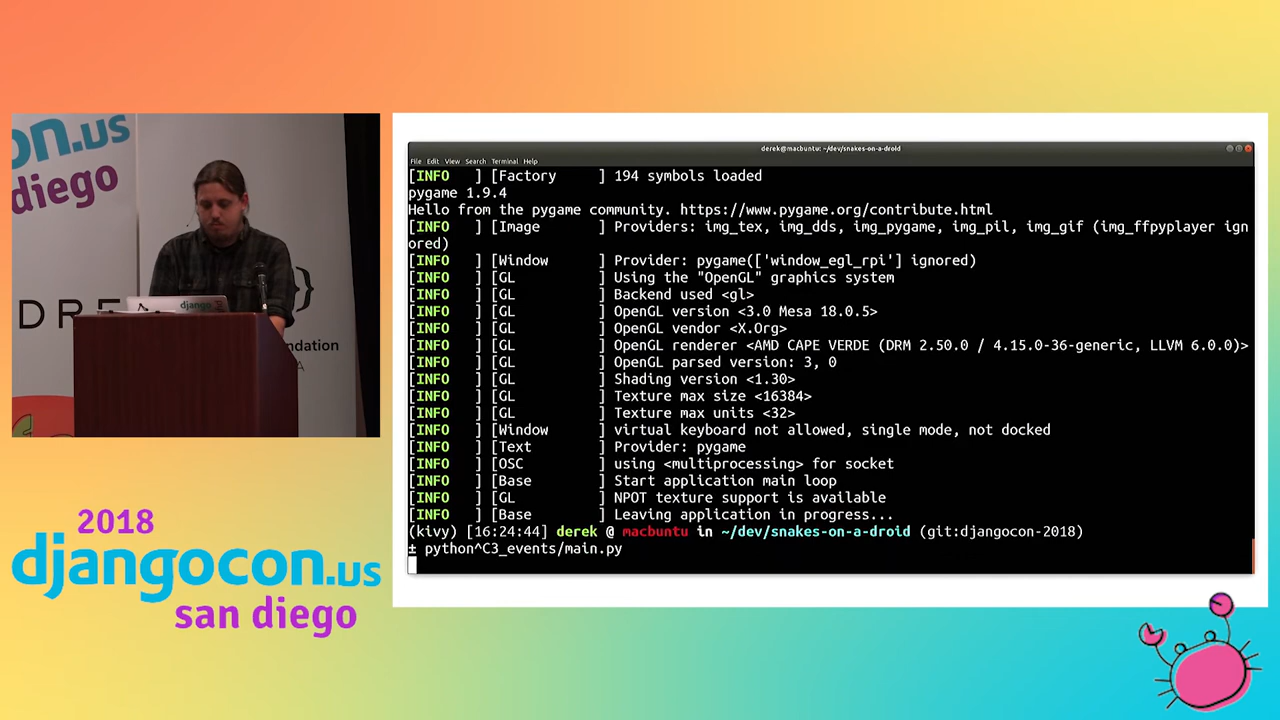 on.us
diego
DRE
django
}
ndation
A
2018
djangocon.us
san diego
derek@macbuntu: ~/dev/snakes-on-a-droid
File Edit View Search Terminal Help
[INFO   ] [Factory     ] 194 symbols loaded
pygame 1.9.4
Hello from the pygame community. https://www.pygame.org/contribute.html
[INFO   ] [Image       ] Providers: img_tex, img_dds, img_pygame, img_pil, img_gif (img_ffpyplayer ign
ored)
[INFO   ] [Window      ] Provider: pygame(['window_egl_rpi'] ignored)
[INFO   ] [GL          ] Using the "OpenGL" graphics system
[INFO   ] [GL          ] Backend used <gl>
[INFO   ] [GL          ] OpenGL version <3.0 Mesa 18.0.5>
[INFO   ] [GL          ] OpenGL vendor <X.Org>
[INFO   ] [GL          ] OpenGL renderer <AMD CAPE VERDE (DRM 2.50.0 / 4.15.0-36-generic, LLVM 6.0.0)>
[INFO   ] [GL          ] OpenGL parsed version: 3, 0
[INFO   ] [GL          ] Shading version <1.30>
[INFO   ] [GL          ] Texture max size <16384>
[INFO   ] [GL          ] Texture max units <32>
[INFO   ] [Window      ] virtual keyboard not allowed, single mode, not docked
[INFO   ] [Text        ] Provider: pygame
[INFO   ] [OSC         ] using <multiprocessing> for socket
[INFO   ] [Base        ] Start application main loop
[INFO   ] [GL          ] NPOT texture support is available
[INFO   ] [Base        ] Leaving application in progress...
(kivy) [16:24:44] derek @ macbuntu in ~/dev/snakes-on-a-droid (git:djangocon-2018)
± python^C3_events/main.py